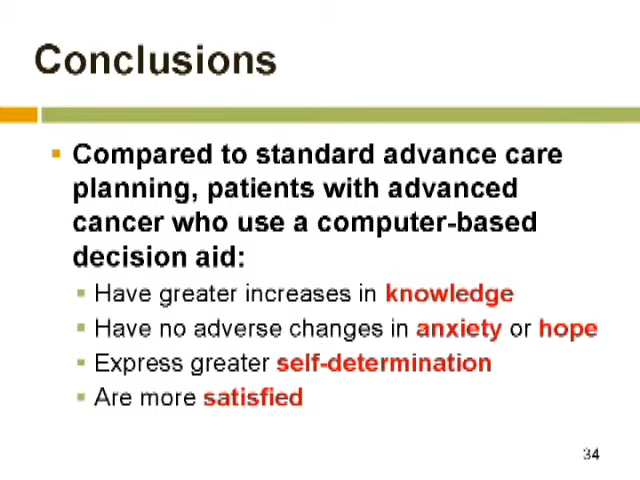 Conclusions
Compared to standard advance care
planning, patients with advanced
cancer who use a computer-based
decision aid:
Have greater increases in knowledge
Have no adverse changes in anxiety or hope
Express greater self-determination
Are more satisfied
34